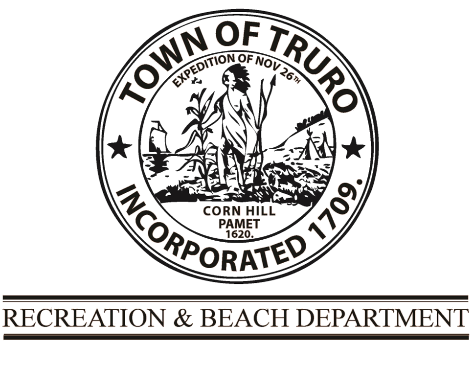 TOWN OF TRURO
EXPEDITION OF NOV 26TH
CORN HILL
PAMET
1620.
INCORPORATED 1709.
RECREATION & BEACH DEPARTMENT